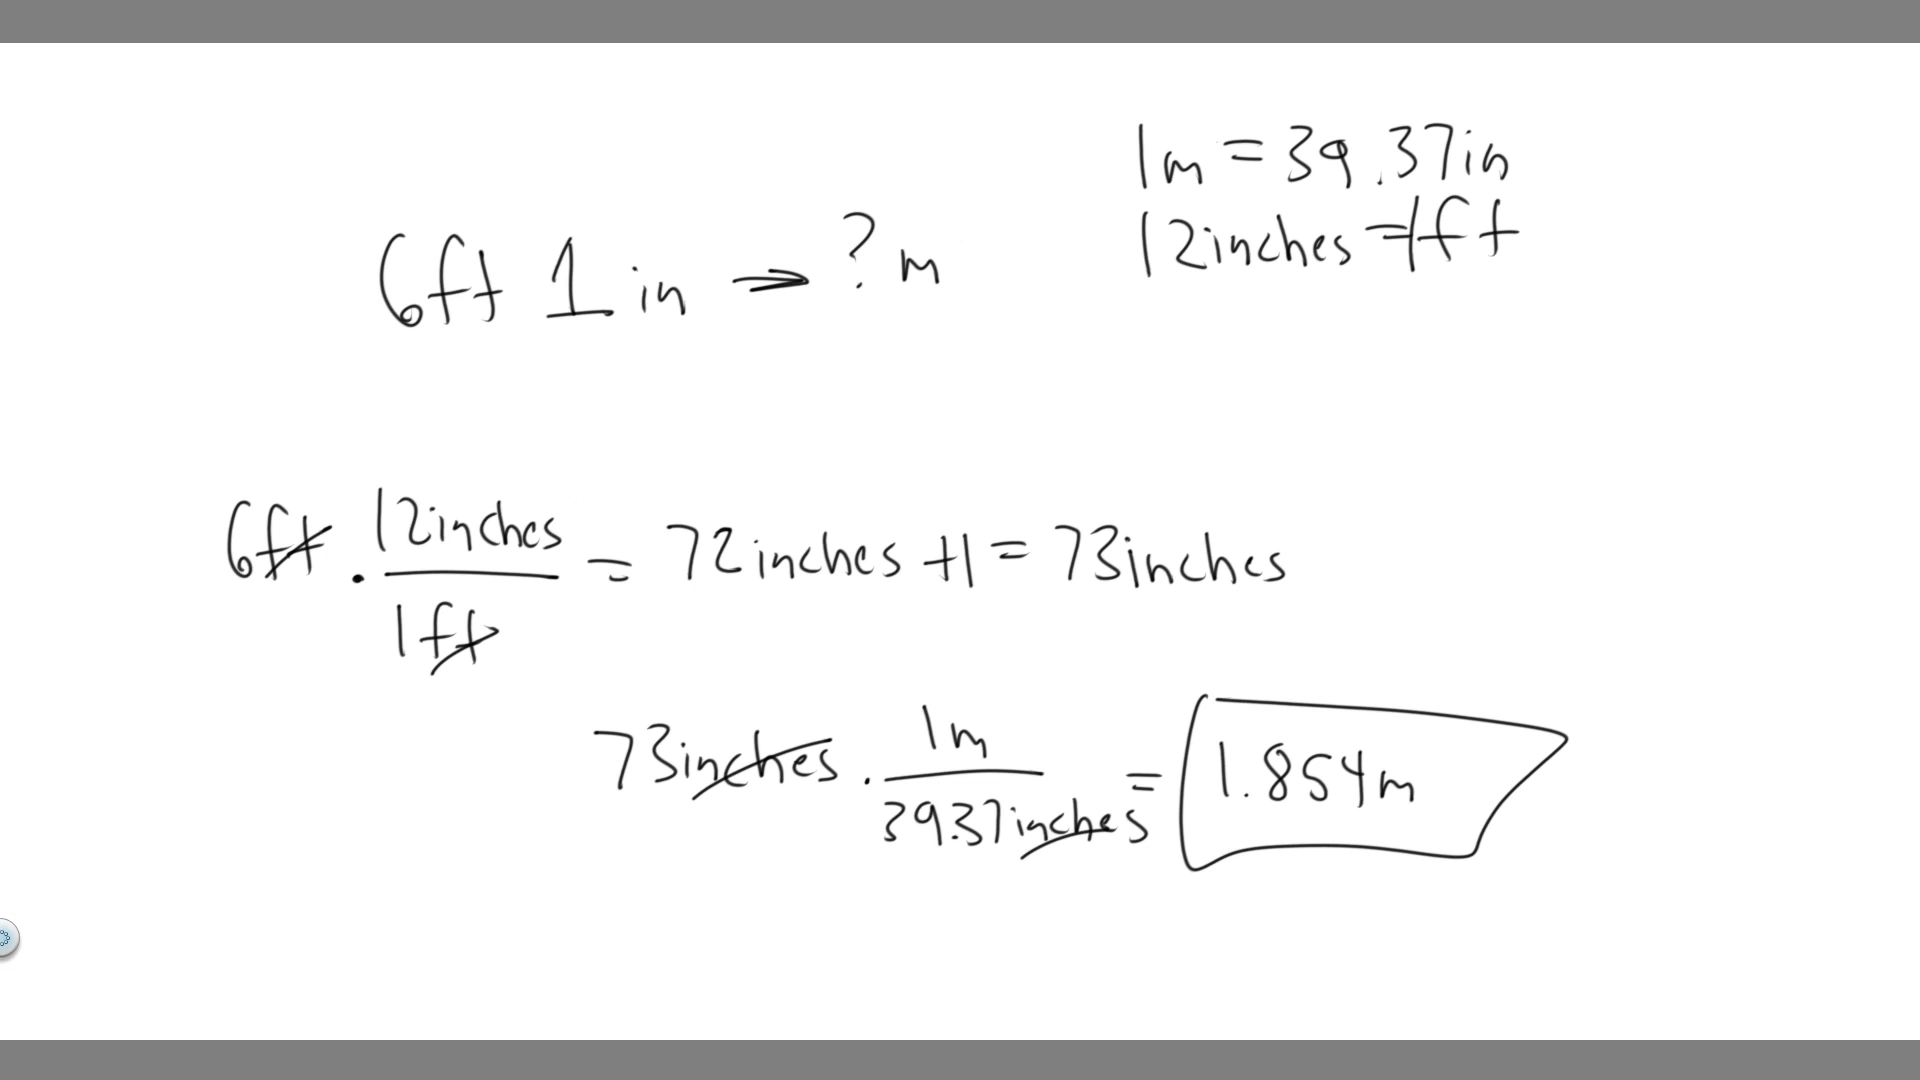 1m = 39.37in
12inches = 1ft
6ft 1 in → ? m
6ft · 12inches / 1ft = 72inches +1 = 73inches
73inches · 1m / 39.37inches = 1.854m